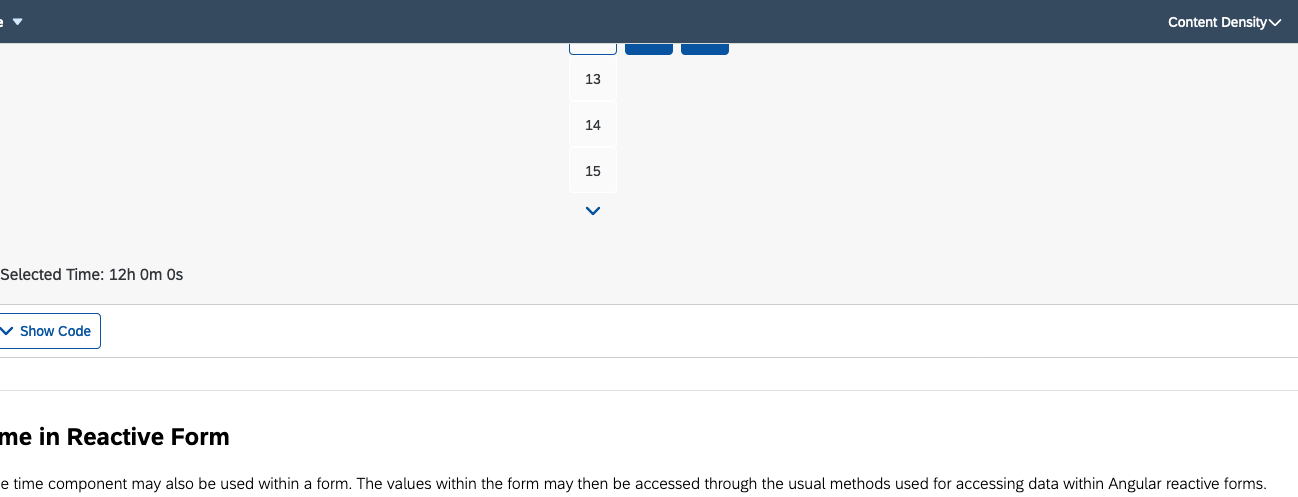 Content Density
13
14
15
Selected Time: 12h 0m 0s
Show Code
me in Reactive Form
e time component may also be used within a form. The values within the form may then be accessed through the usual methods used for accessing data within Angular reactive forms.